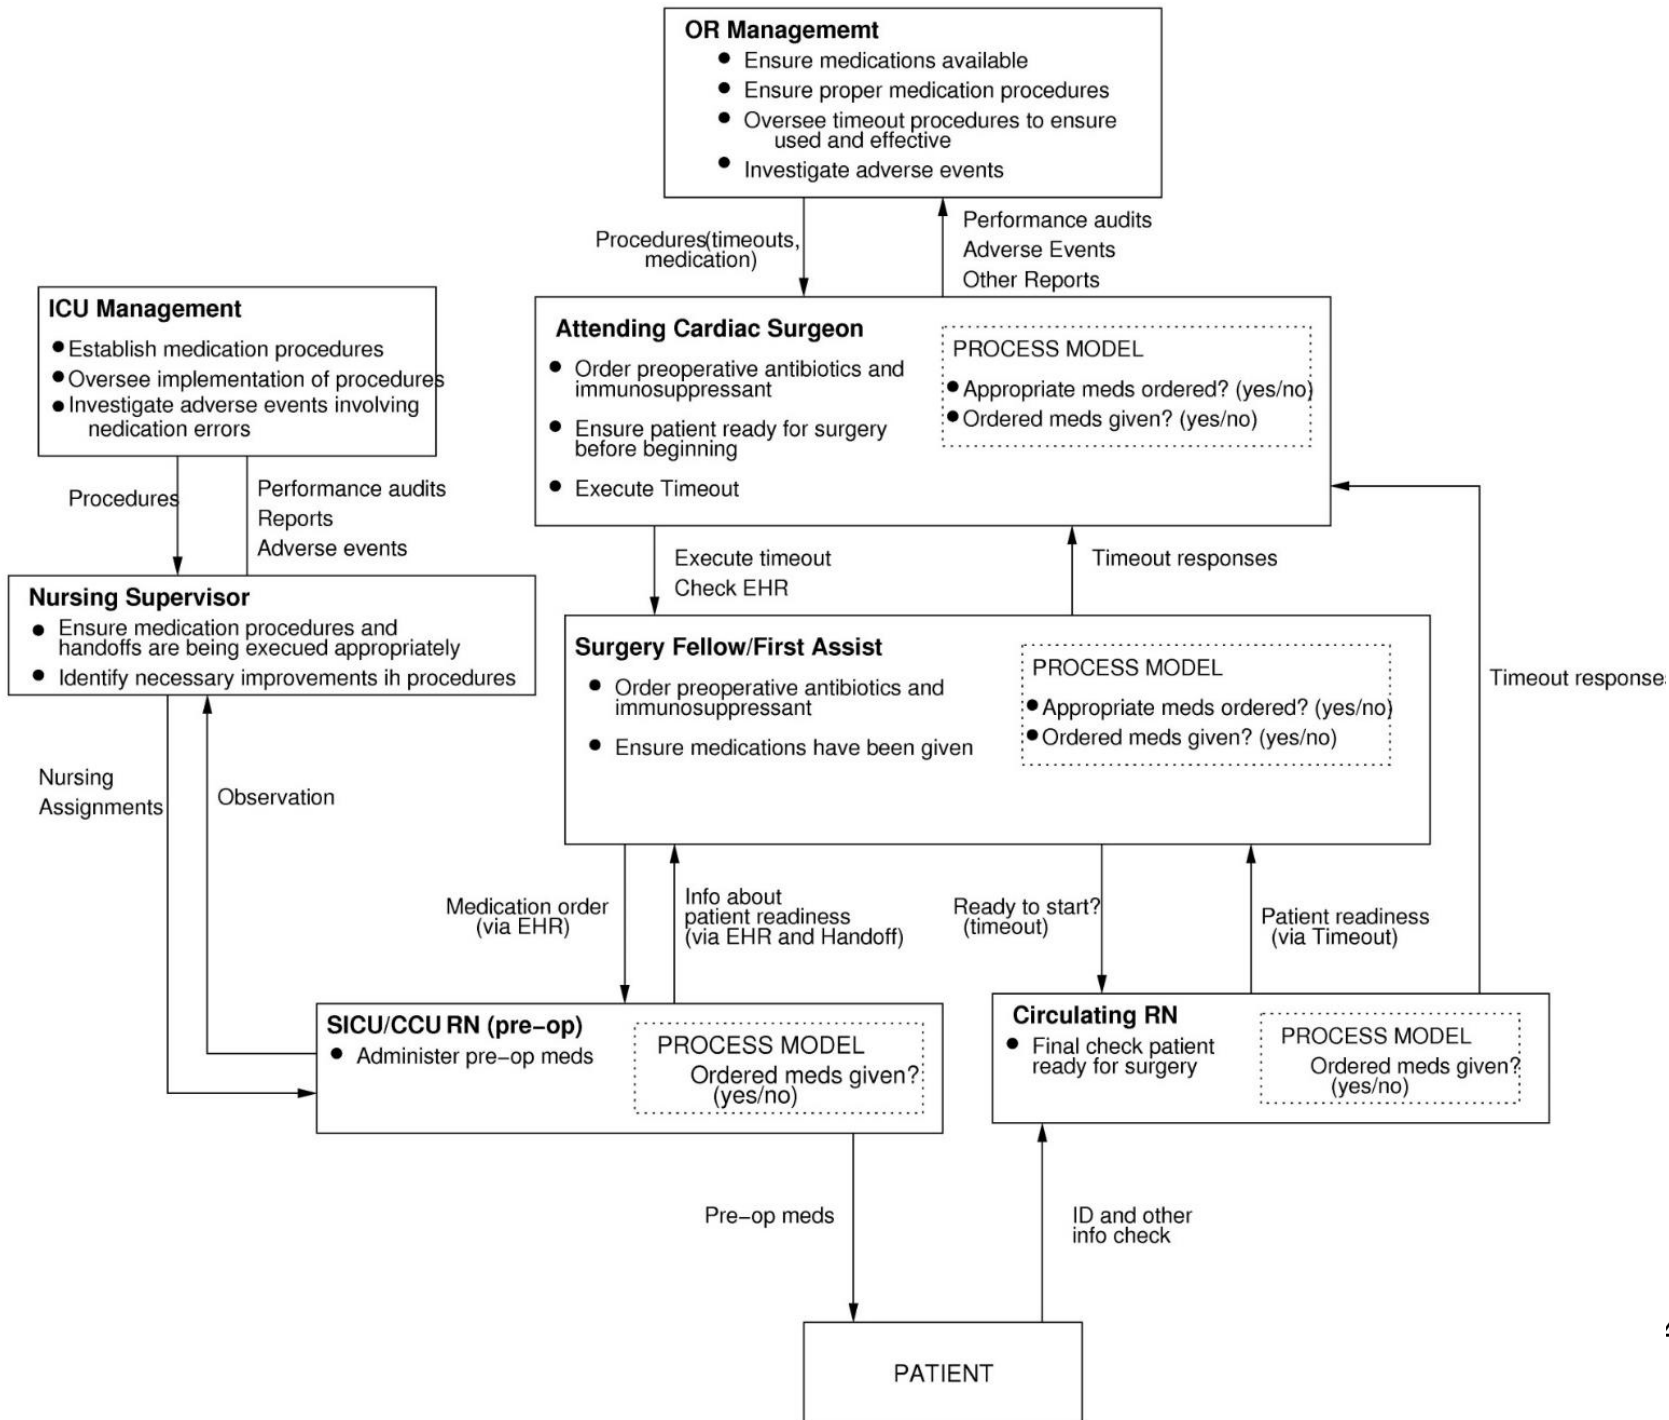 OR Managememt
● Ensure medications available
● Ensure proper medication procedures
● Oversee timeout procedures to ensure
used and effective
● Investigate adverse events
Procedures(timeouts,
medication)
Performance audits
Adverse Events
Other Reports
ICU Management
● Establish medication procedures
● Oversee implementation of procedures
● Investigate adverse events involving
nedication errors
Procedures
Performance audits
Reports
Adverse events
Attending Cardiac Surgeon
● Order preoperative antibiotics and
immunosuppressant
● Ensure patient ready for surgery
before beginning
● Execute Timeout
PROCESS MODEL
● Appropriate meds ordered? (yes/no)
● Ordered meds given? (yes/no)
Execute timeout
Check EHR
Timeout responses
Nursing Supervisor
● Ensure medication procedures and
handoffs are being execued appropriately
● Identify necessary improvements ih procedures
Surgery Fellow/First Assist
● Order preoperative antibiotics and
immunosuppressant
● Ensure medications have been given
PROCESS MODEL
● Appropriate meds ordered? (yes/no)
● Ordered meds given? (yes/no)
Timeout responses
Nursing
Assignments
Observation
Medication order
(via EHR)
Info about
patient readiness
(via EHR and Handoff)
Ready to start?
(timeout)
Patient readiness
(via Timeout)
SICU/CCU RN (pre-op)
● Administer pre-op meds
PROCESS MODEL
Ordered meds given?
(yes/no)
Circulating RN
● Final check patient
ready for surgery
PROCESS MODEL
Ordered meds given?
(yes/no)
Pre-op meds
ID and other
info check
PATIENT